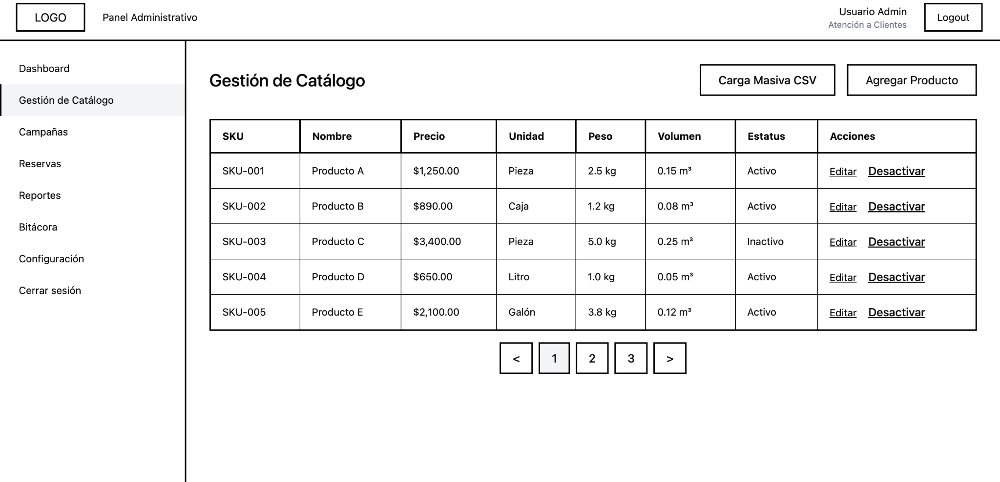 LOGO
Panel Administrativo
Usuario Admin
Atención a Clientes
Logout
Dashboard
Gestión de Catálogo
Campañas
Reservas
Reportes
Bitácora
Configuración
Cerrar sesión
Gestión de Catálogo
Carga Masiva CSV
Agregar Producto
SKU Nombre Precio Unidad Peso Volumen Estatus Acciones
SKU-001 Producto A $1,250.00 Pieza 2.5 kg 0.15 m³ Activo Editar Desactivar
SKU-002 Producto B $890.00 Caja 1.2 kg 0.08 m³ Activo Editar Desactivar
SKU-003 Producto C $3,400.00 Pieza 5.0 kg 0.25 m³ Inactivo Editar Desactivar
SKU-004 Producto D $650.00 Litro 1.0 kg 0.05 m³ Activo Editar Desactivar
SKU-005 Producto E $2,100.00 Galón 3.8 kg 0.12 m³ Activo Editar Desactivar
< 1 2 3 >